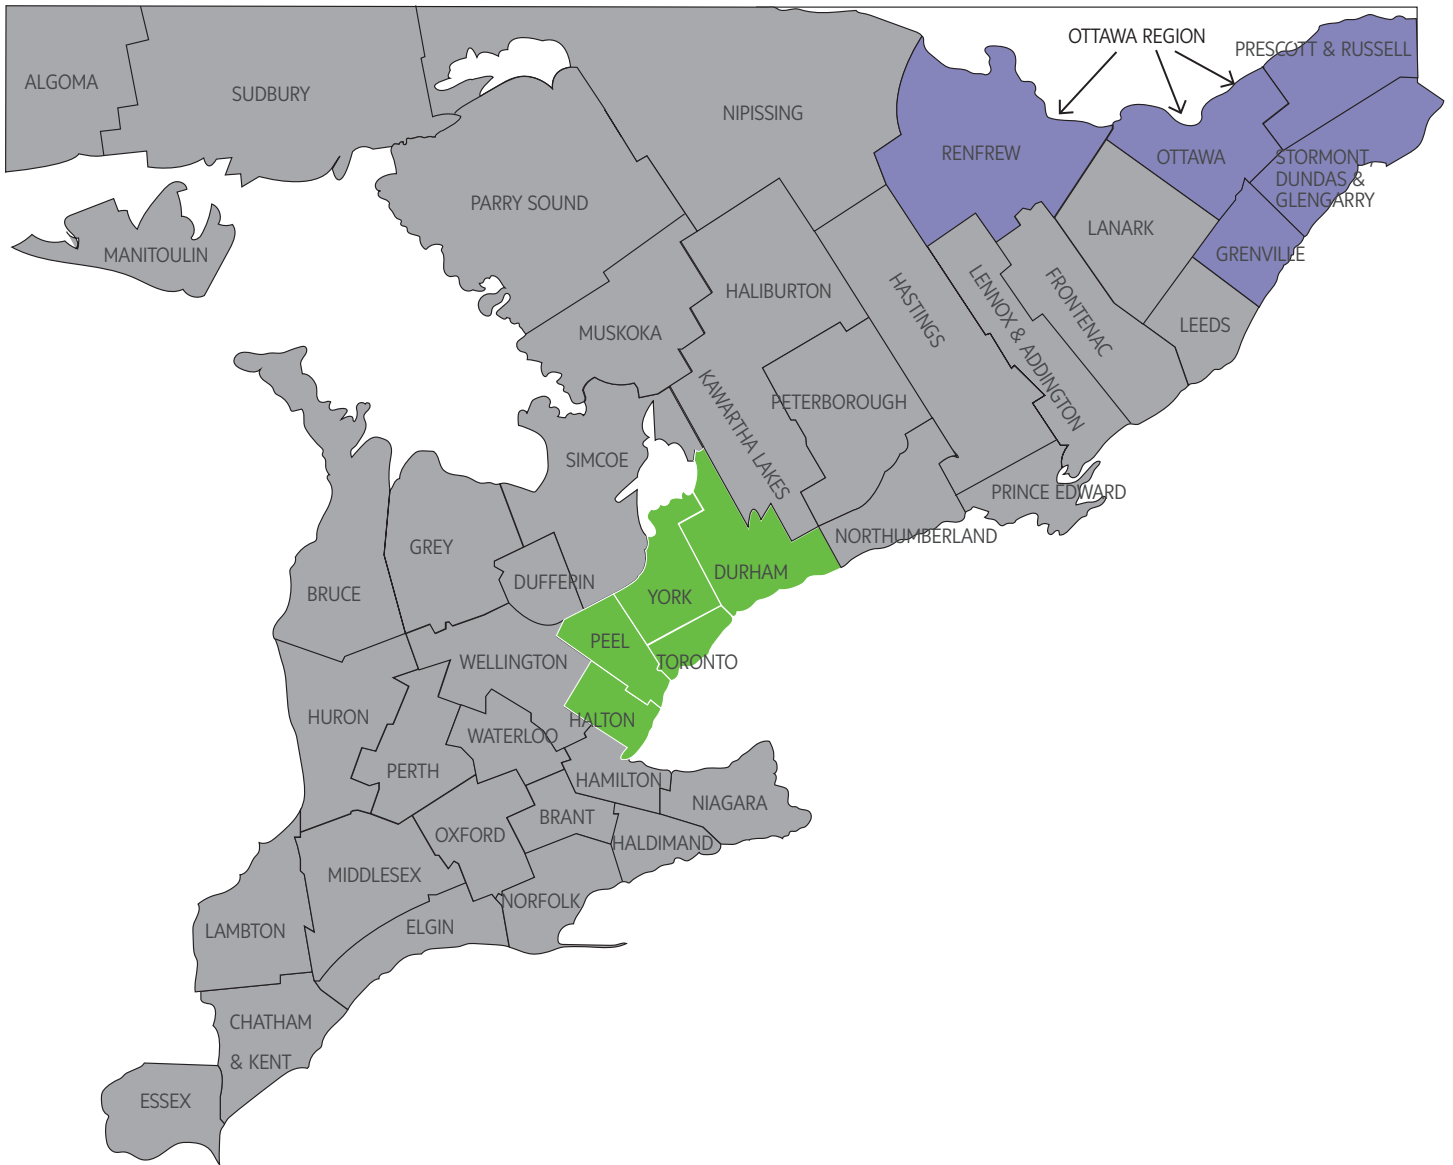 OTTAWA REGION
PRESCOTT & RUSSELL
ALGOMA
SUDBURY
NIPISSING
RENFREW
OTTAWA
STORMONT,
DUNDAS &
GLENGARRY
PARRY SOUND
LANARK
MANITOULIN
GRENVILLE
HALIBURTON
HASTINGS
LENNOX & ADDINGTON
FRONTENAC
LEEDS
MUSKOKA
KAWARTHA LAKES
PETERBOROUGH
SIMCOE
PRINCE EDWARD
NORTHUMBERLAND
GREY
DUFFERIN
DURHAM
BRUCE
YORK
PEEL
WELLINGTON
TORONTO
HURON
HALTON
WATERLOO
PERTH
HAMILTON
NIAGARA
BRANT
OXFORD
HALDIMAND
MIDDLESEX
NORFOLK
LAMBTON
ELGIN
CHATHAM
& KENT
ESSEX